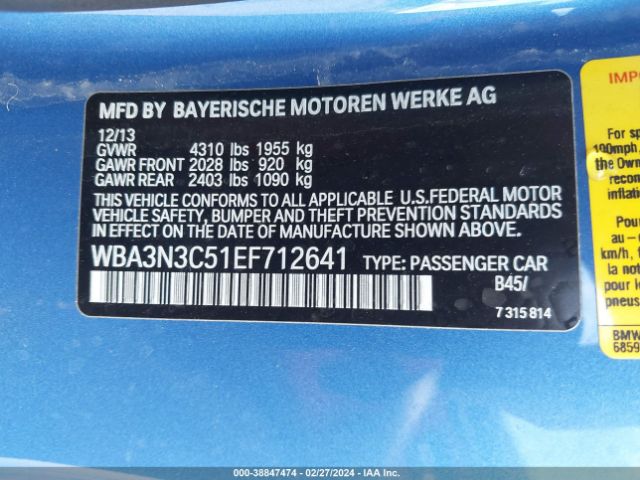 MFD BY BAYERISCHE MOTOREN WERKE AG
12/13
GVWR 4310 lbs 1955 kg
GAWR FRONT 2028 lbs 920 kg
GAWR REAR 2403 lbs 1090 kg
THIS VEHICLE CONFORMS TO ALL APPLICABLE U.S.FEDERAL MOTOR
VEHICLE SAFETY, BUMPER AND THEFT PREVENTION STANDARDS
IN EFFECT ON THE DATE OF MANUFACTURE SHOWN ABOVE.
WBA3N3C51EF712641 TYPE: PASSENGER CAR
B45/
7 315 814
IMP
For sp
100mph,
the Own
recom
inflati
Pour
au -
km/h,
la not
pour l
pneus
BMW
6859
00-38847474 | 02/27/2024 | IAA Inc.